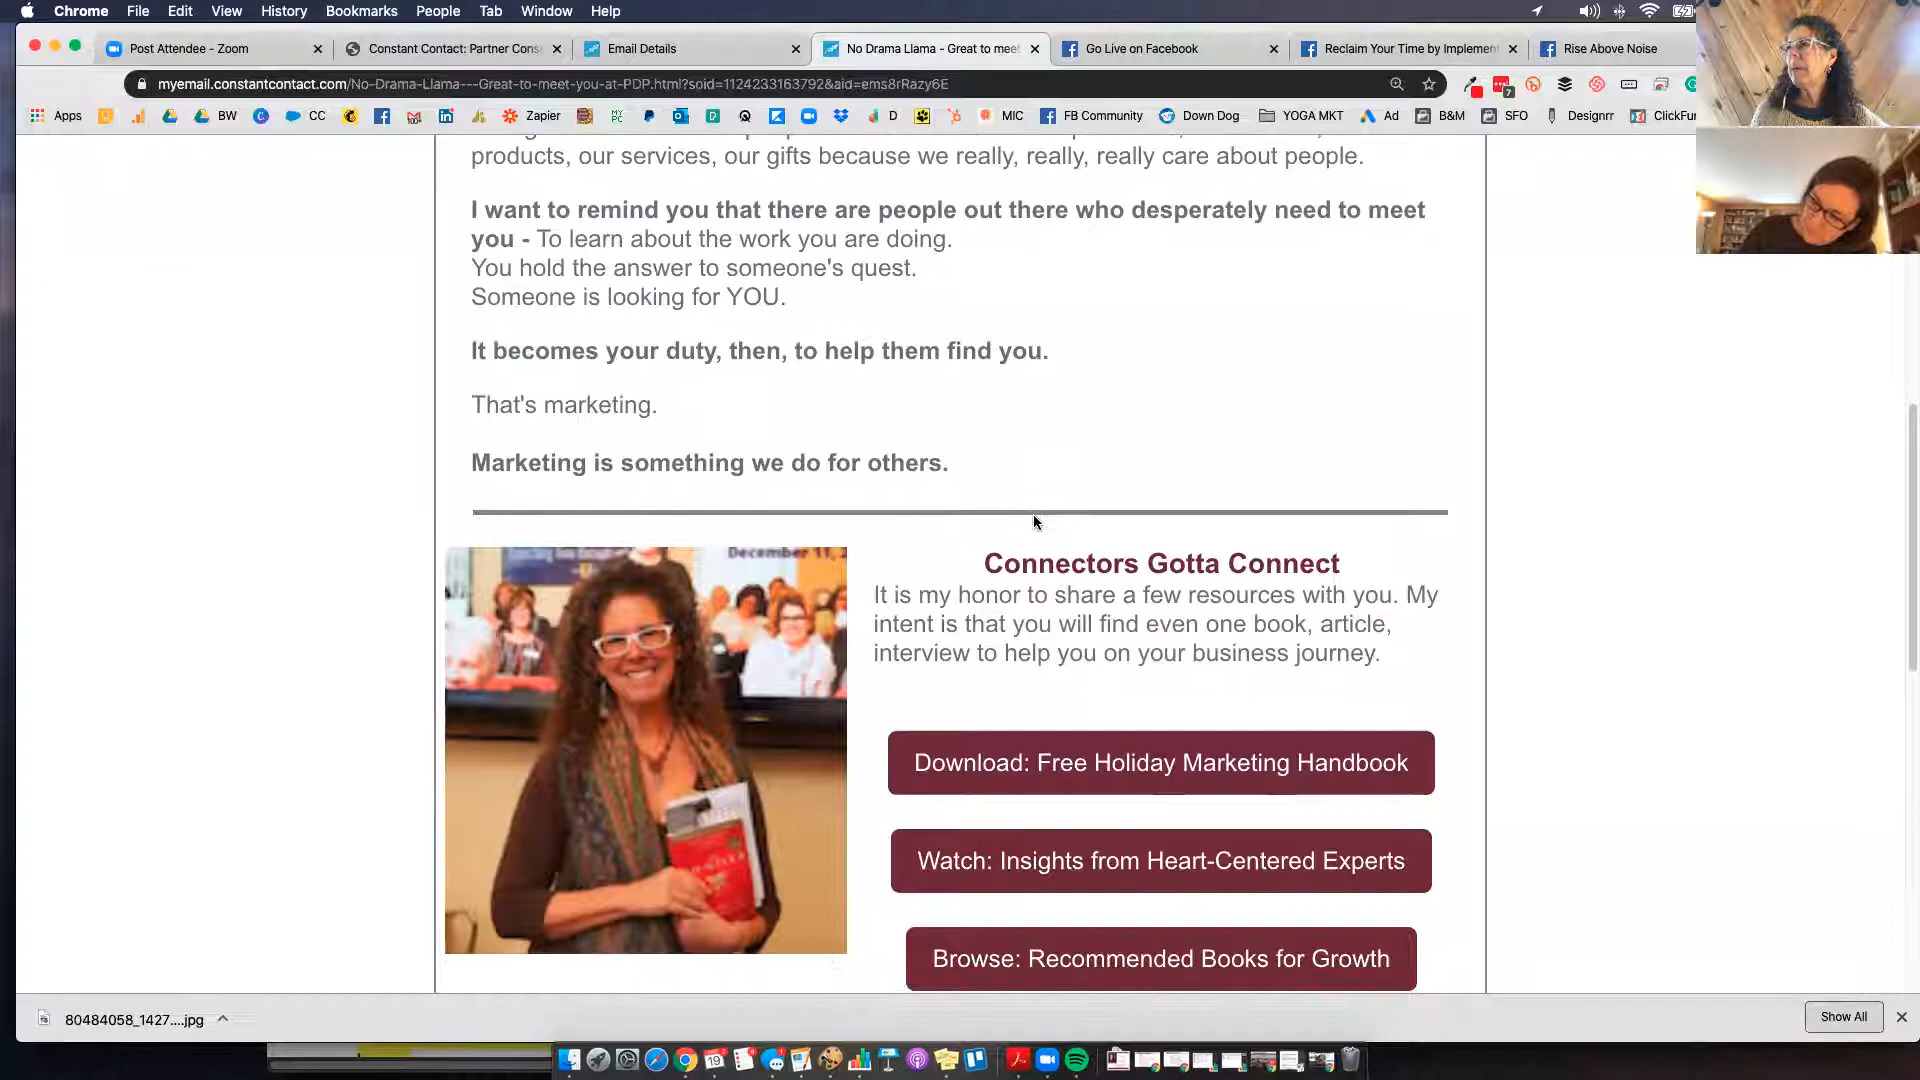 Chrome File Edit View History Bookmarks People Tab Window Help
Post Attendee - Zoom
Constant Contact: Partner Cons
Email Details
No Drama Llama - Great to meet
Go Live on Facebook
Reclaim Your Time by Implement
Rise Above Noise
myemail.constantcontact.com/No-Drama-Llama---Great-to-meet-you-at-PDP.html?soid=1124233163792&aid=ems8rRazy6E
Apps BW CC Zapier D MIC FB Community Down Dog YOGA MKT Ad B&M SFO Designrr ClickFur
products, our services, our gifts because we really, really, really care about people.
I want to remind you that there are people out there who desperately need to meet
you - To learn about the work you are doing.
You hold the answer to someone's quest.
Someone is looking for YOU.
It becomes your duty, then, to help them find you.
That's marketing.
Marketing is something we do for others.
December 11, 2
Connectors Gotta Connect
It is my honor to share a few resources with you. My
intent is that you will find even one book, article,
interview to help you on your business journey.
Download: Free Holiday Marketing Handbook
Watch: Insights from Heart-Centered Experts
Browse: Recommended Books for Growth
80484058_1427....jpg
Show All